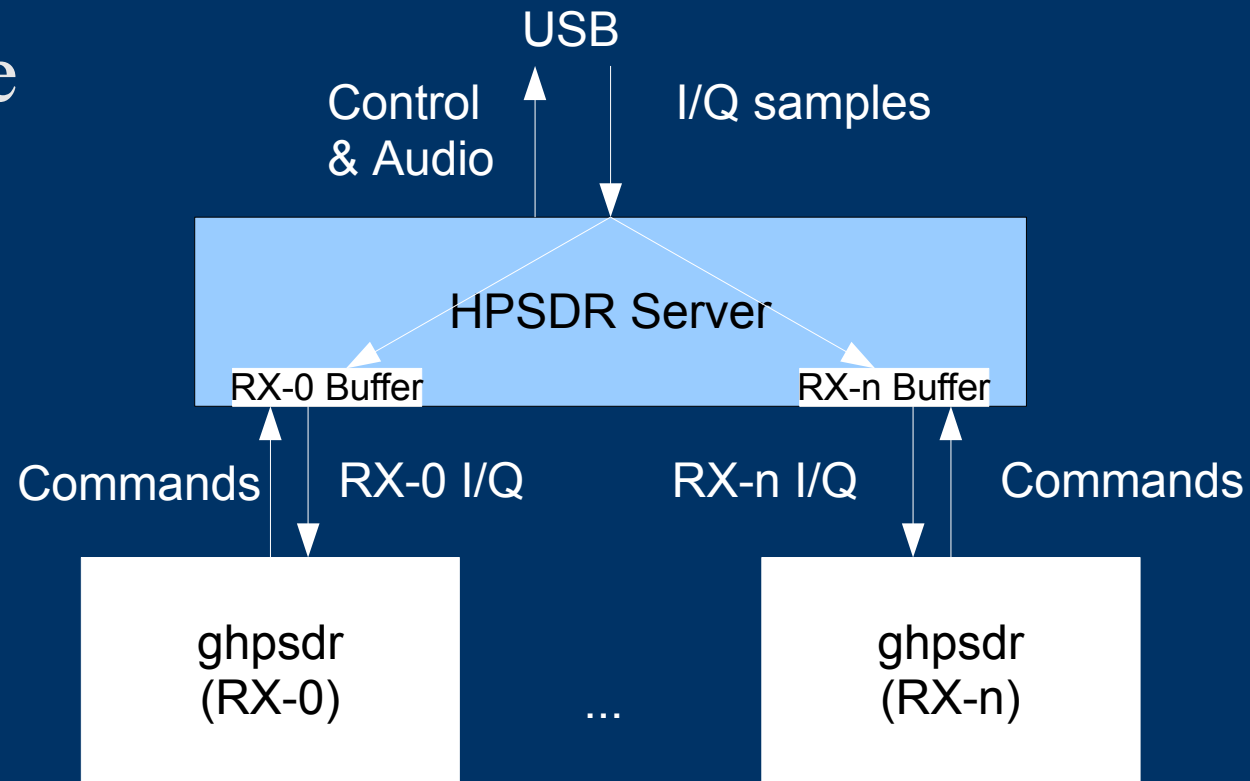 USB
Control
& Audio
I/Q samples
HPSDR Server
RX-0 Buffer
RX-n Buffer
Commands
RX-0 I/Q
RX-n I/Q
Commands
ghpsdr
(RX-0)
...
ghpsdr
(RX-n)